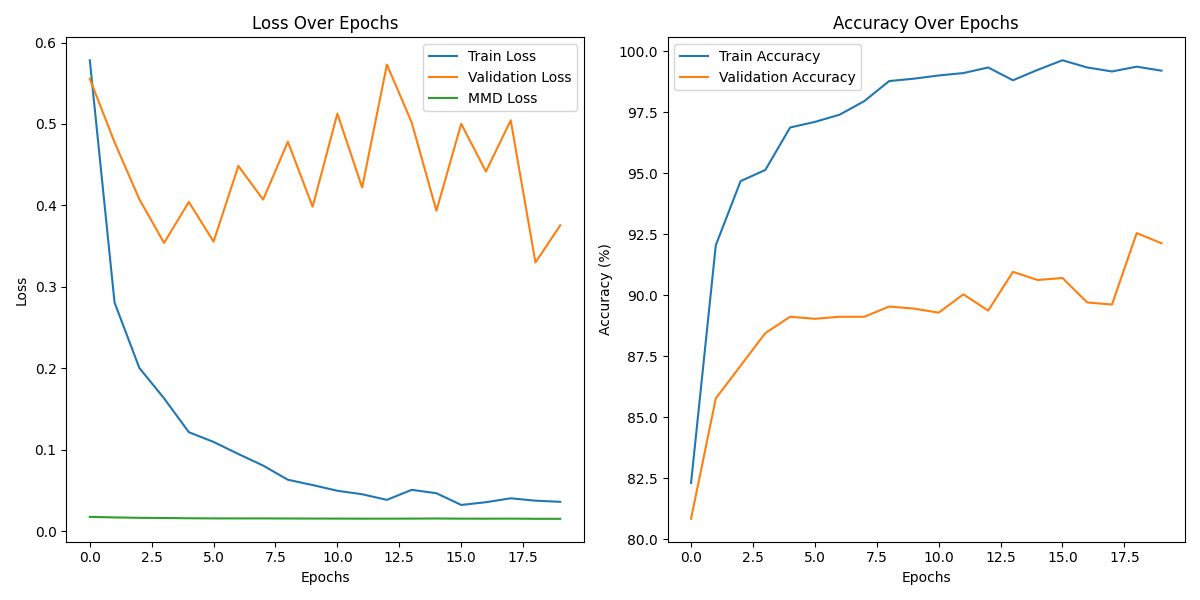 Loss Over Epochs
Loss
0.6
0.5
0.4
0.3
0.2
0.1
0.0
Train Loss
Validation Loss
MMD Loss
0.0 2.5 5.0 7.5 10.0 12.5 15.0 17.5
Epochs
Accuracy Over Epochs
Accuracy (%)
100.0
97.5
95.0
92.5
90.0
87.5
85.0
82.5
80.0
Train Accuracy
Validation Accuracy
0.0 2.5 5.0 7.5 10.0 12.5 15.0 17.5
Epochs